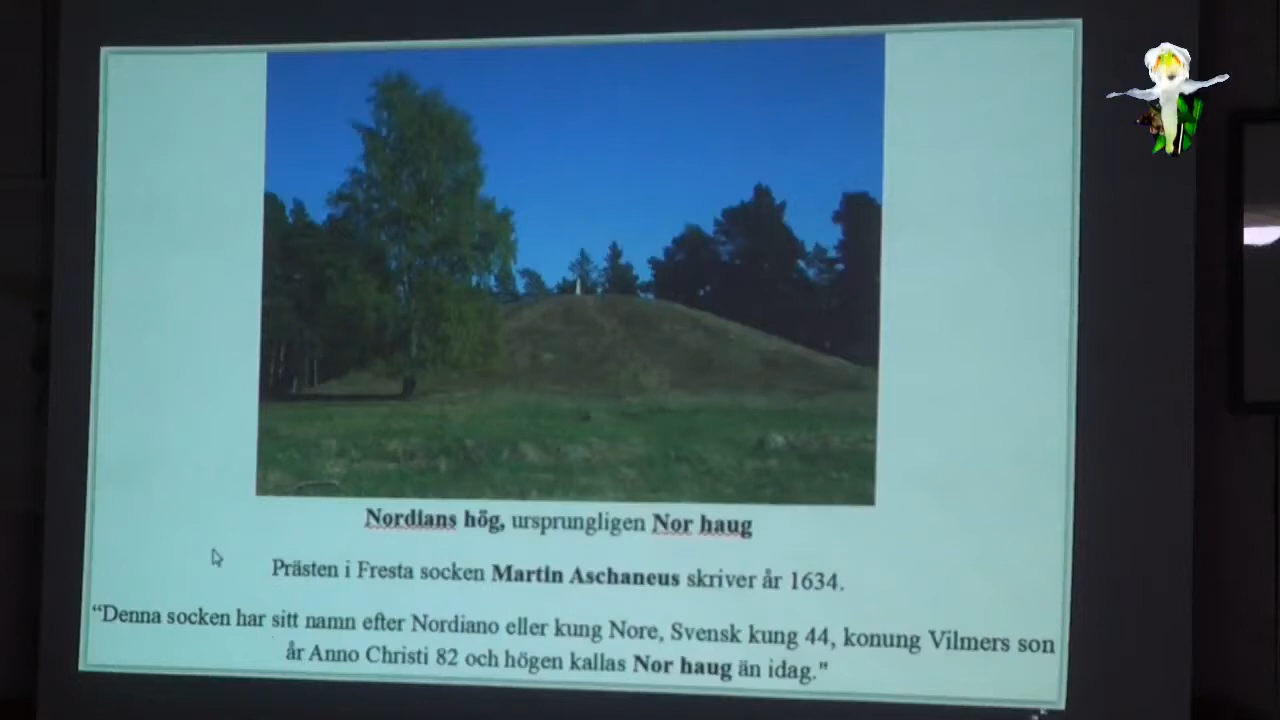 Nordians hög, ursprungligen Nor haug
Prästen i Fresta socken Martin Aschaneus skriver år 1634.
“Denna socken har sitt namn efter Nordiano eller kung Nore, Svensk kung 44, konung Vilmers son
år Anno Christi 82 och högen kallas Nor haug än idag."